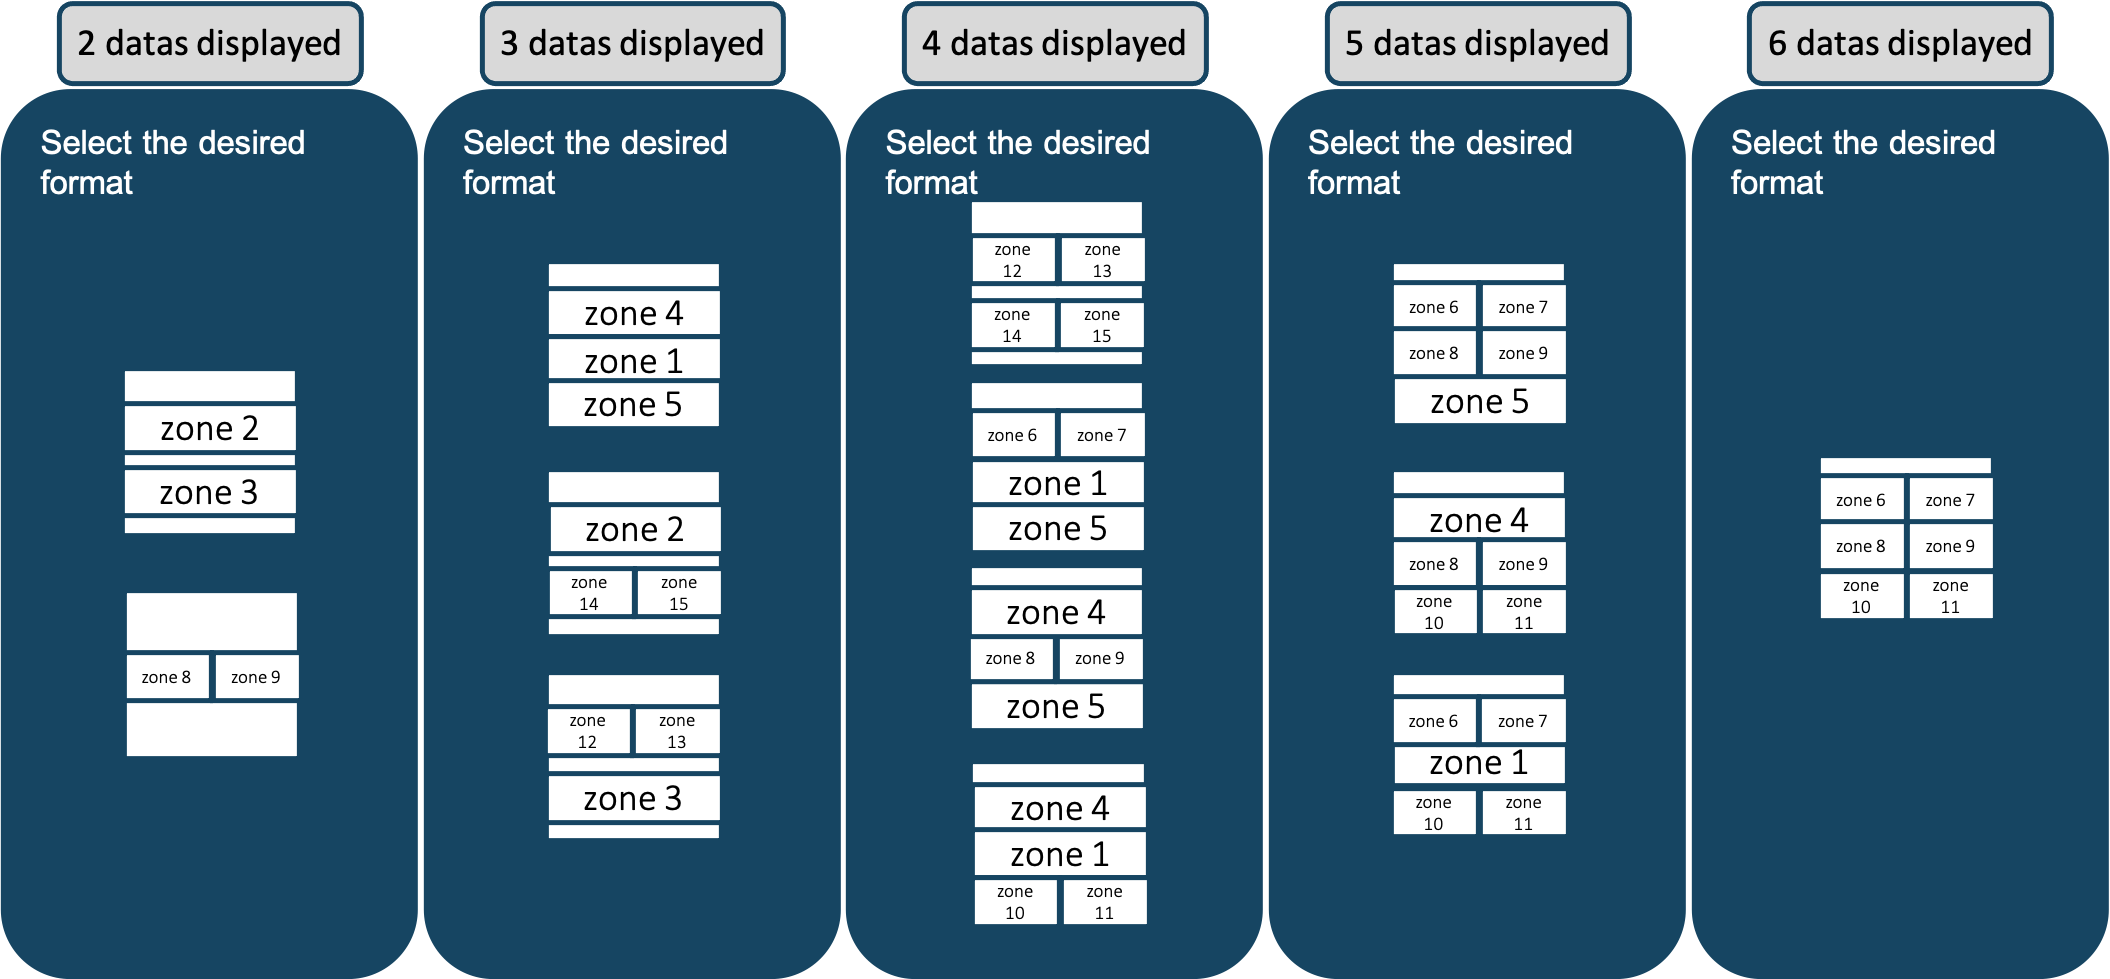 2 datas displayed
Select the desired
format
zone 2
zone 3
zone 8 zone 9
3 datas displayed
Select the desired
format
zone 4
zone 1
zone 5
zone 2
zone zone
14 15
zone zone
12 13
zone 3
4 datas displayed
Select the desired
format
zone zone
12 13
zone zone
14 15
zone 6 zone 7
zone 1
zone 5
zone 4
zone 8 zone 9
zone 5
zone 4
zone 1
zone zone
10 11
5 datas displayed
Select the desired
format
zone 6 zone 7
zone 8 zone 9
zone 5
zone 4
zone 8 zone 9
zone zone
10 11
zone 6 zone 7
zone 1
zone zone
10 11
6 datas displayed
Select the desired
format
zone 6 zone 7
zone 8 zone 9
zone zone
10 11